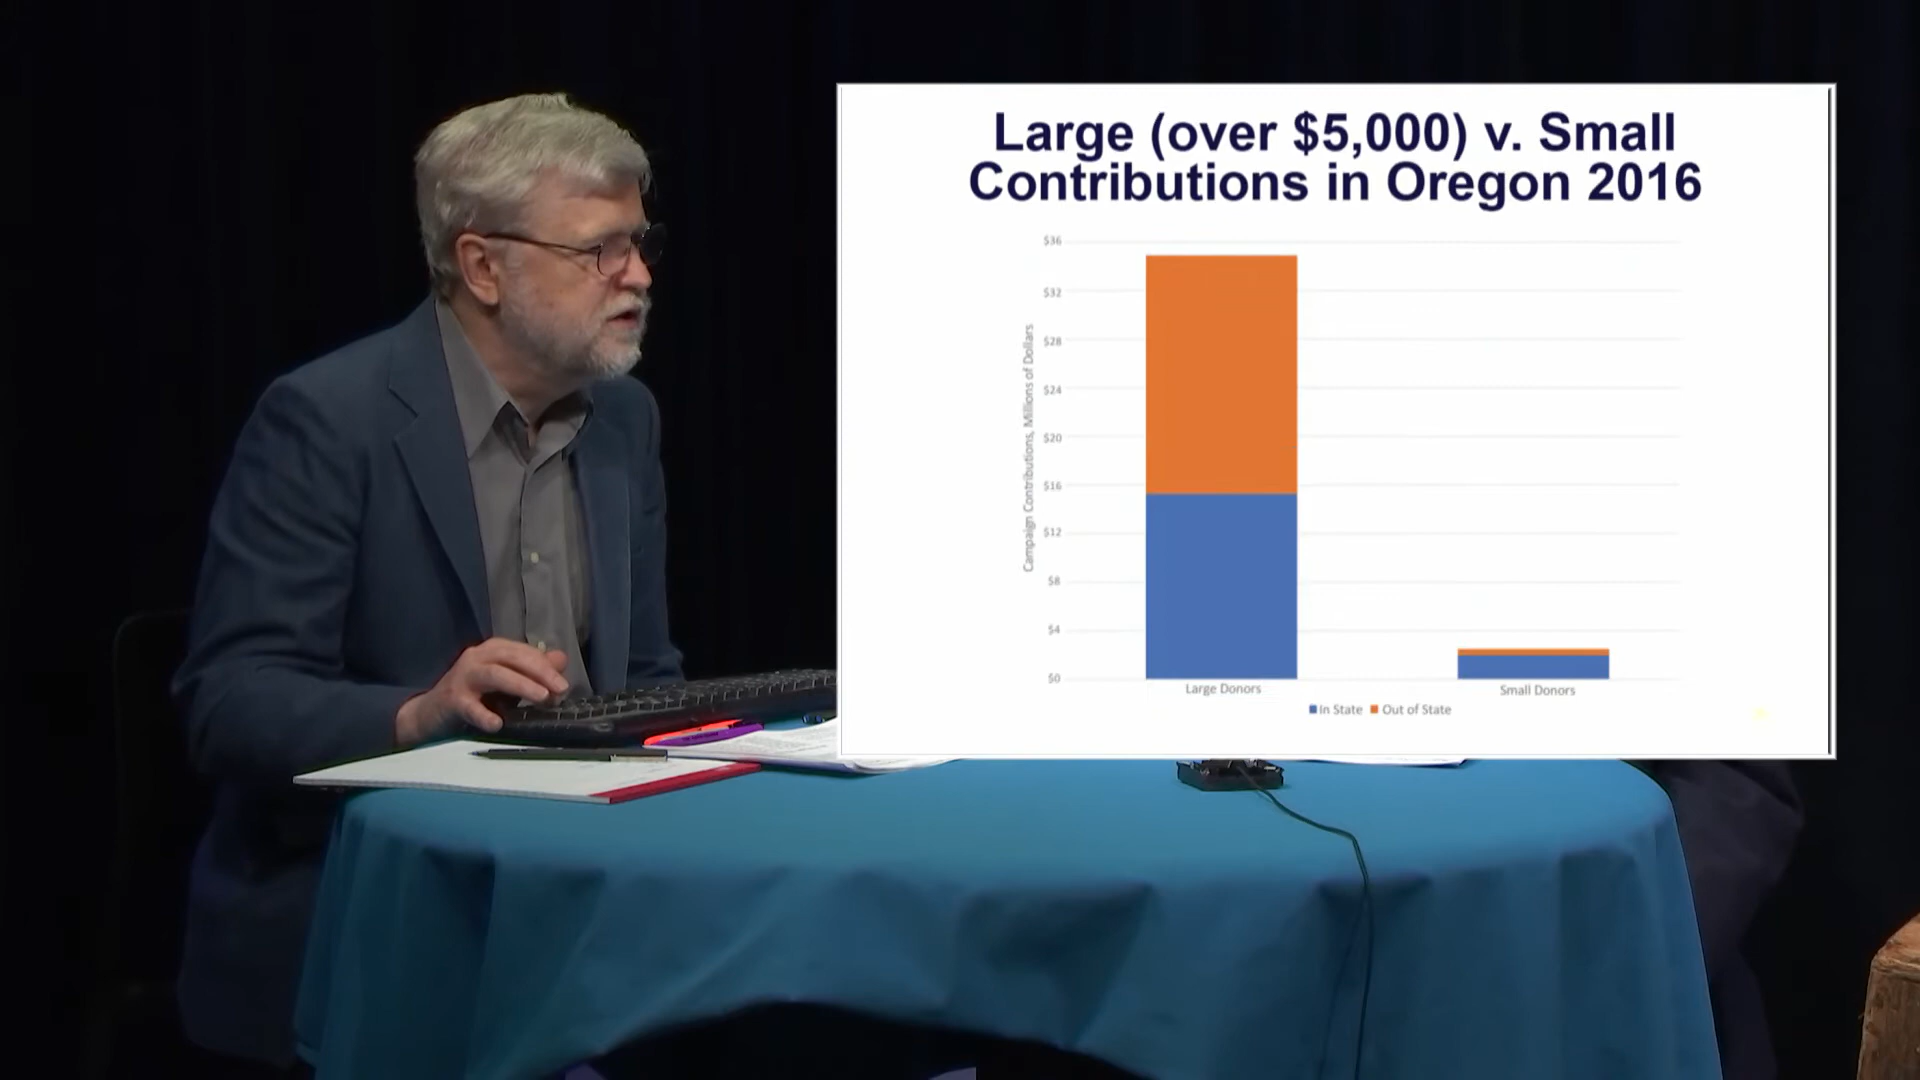 Large (over $5,000) v. Small
Contributions in Oregon 2016
Campaign Contributions, Millions of Dollars
$36
$32
$28
$24
$20
$16
$12
$8
$4
$0
Large Donors
Small Donors
In State
Out of State